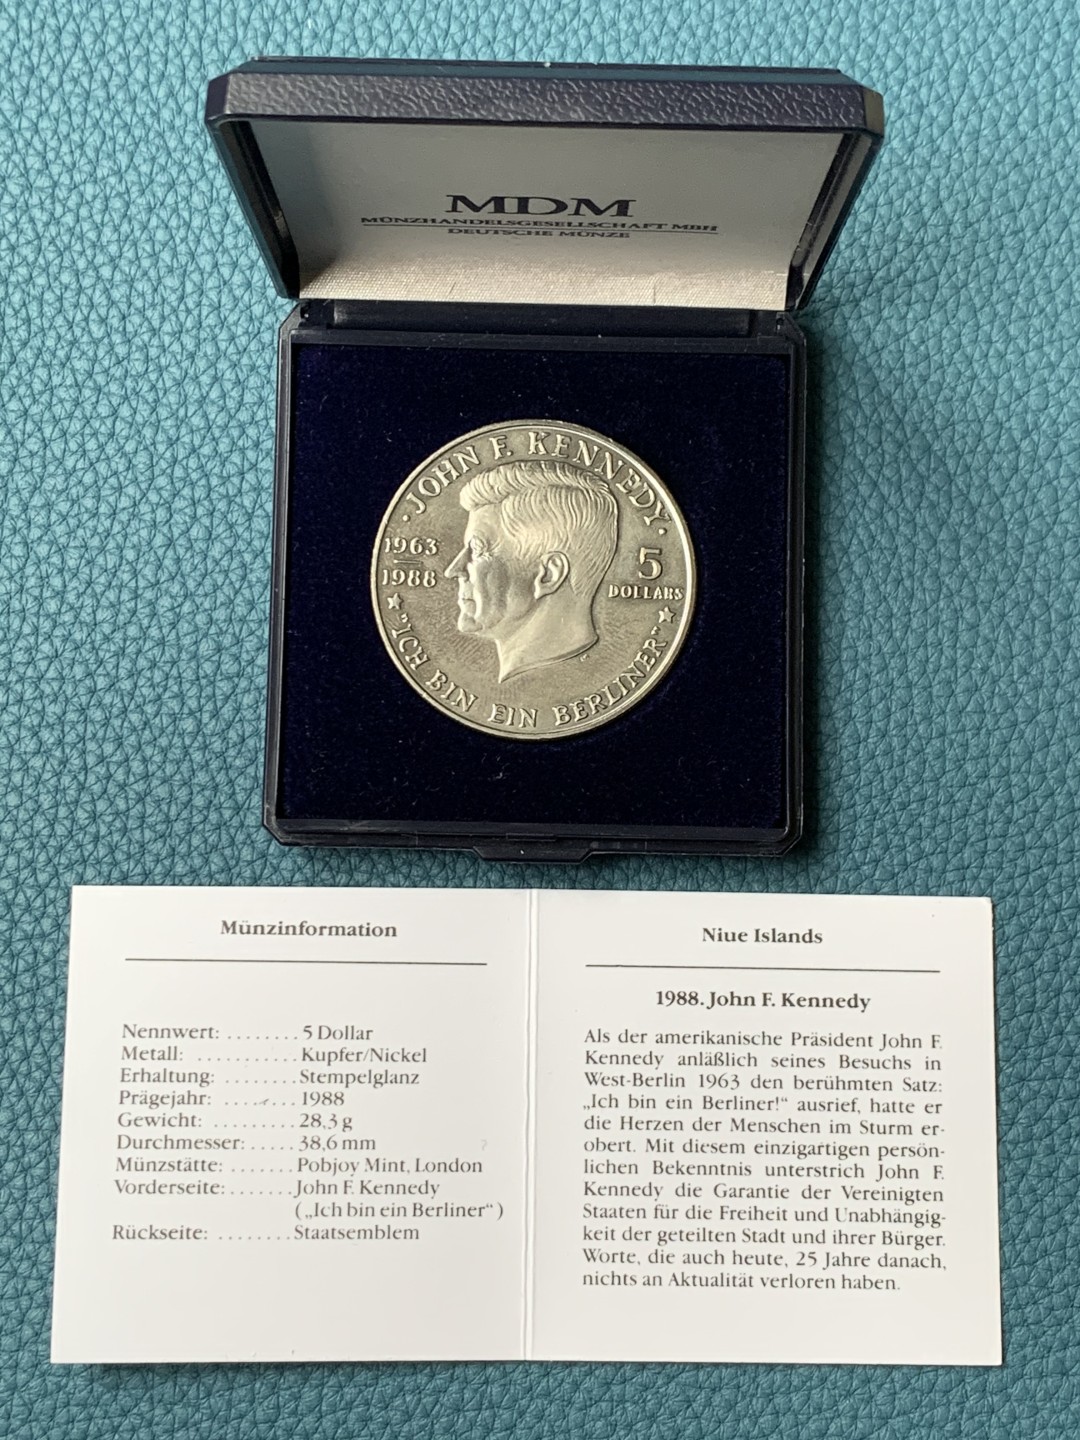 MDM
MÜNZHANDELSGESELLSCHAFT MBH
DEUTSCHE MÜNZE
· JOHN F. KENNEDY ·
1963
1988
5
DOLLARS
"ICH BIN EIN BERLINER"
Münzinformation
Nennwert: ........ 5 Dollar
Metall: ......... Kupfer/Nickel
Erhaltung: ........ Stempelglanz
Prägejahr: ........ 1988
Gewicht: .......... 28,3 g
Durchmesser: ..... 38,6 mm
Münzstätte: ....... Pobjoy Mint, London
Vorderseite: ....... John F. Kennedy
(„Ich bin ein Berliner“)
Rückseite: ........ Staatsemblem
Niue Islands
1988. John F. Kennedy
Als der amerikanische Präsident John F.
Kennedy anläßlich seines Besuchs in
West-Berlin 1963 den berühmten Satz:
„Ich bin ein Berliner!“ ausrief, hatte er
die Herzen der Menschen im Sturm er-
obert. Mit diesem einzigartigen persön-
lichen Bekenntnis unterstrich John F.
Kennedy die Garantie der Vereinigten
Staaten für die Freiheit und Unabhängig-
keit der geteilten Stadt und ihrer Bürger.
Worte, die auch heute, 25 Jahre danach,
nichts an Aktualität verloren haben.